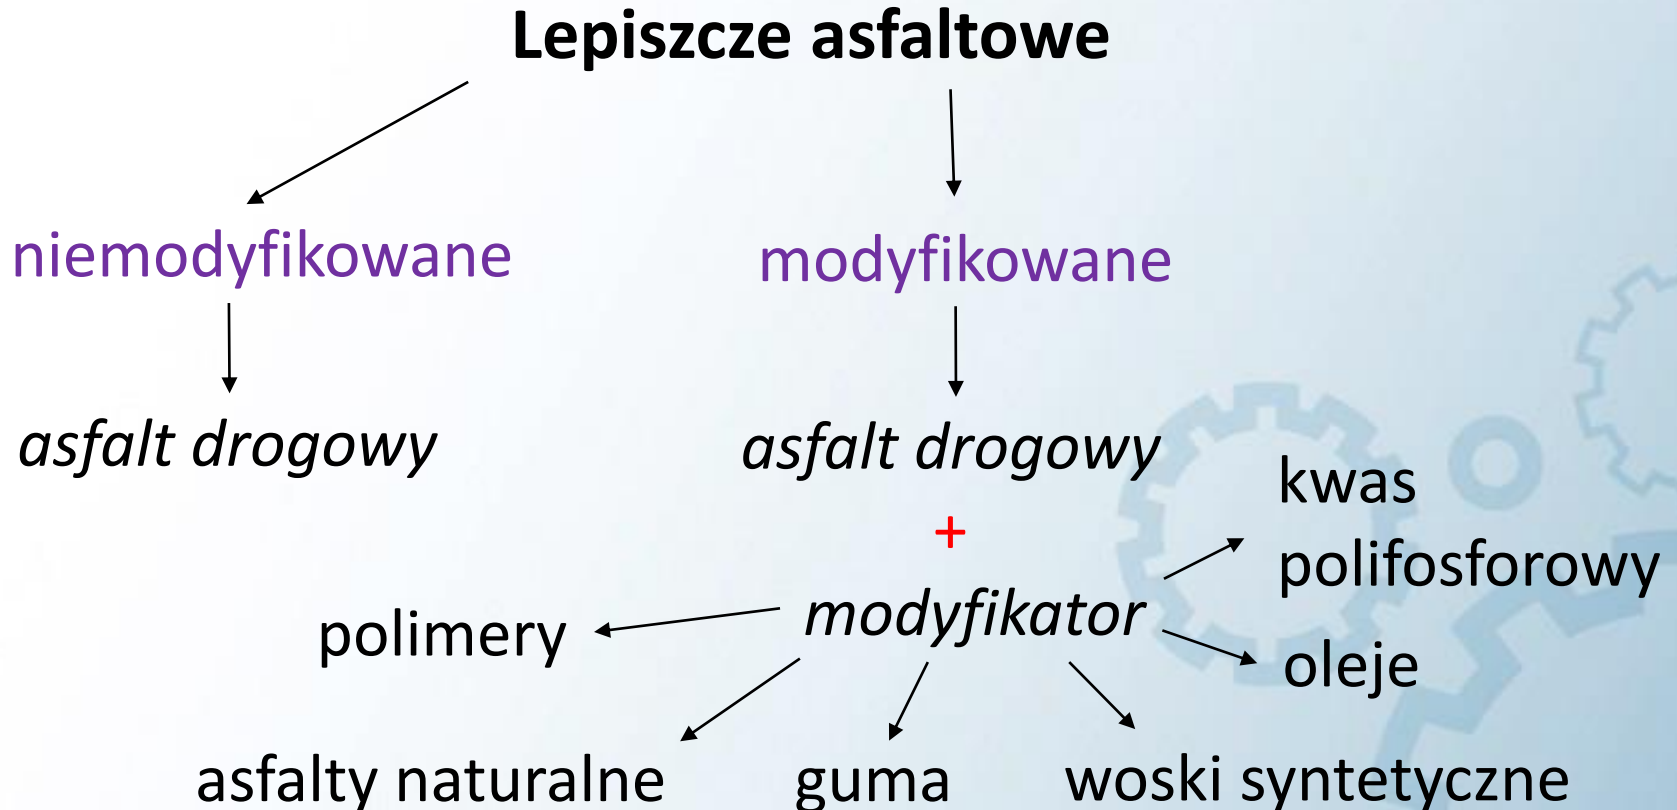 Lepiszcze asfaltowe
niemodyfikowane
modyfikowane
asfalt drogowy
asfalt drogowy
+
modyfikator
kwas
polifosforowy
polimery
oleje
asfalty naturalne
guma
woski syntetyczne